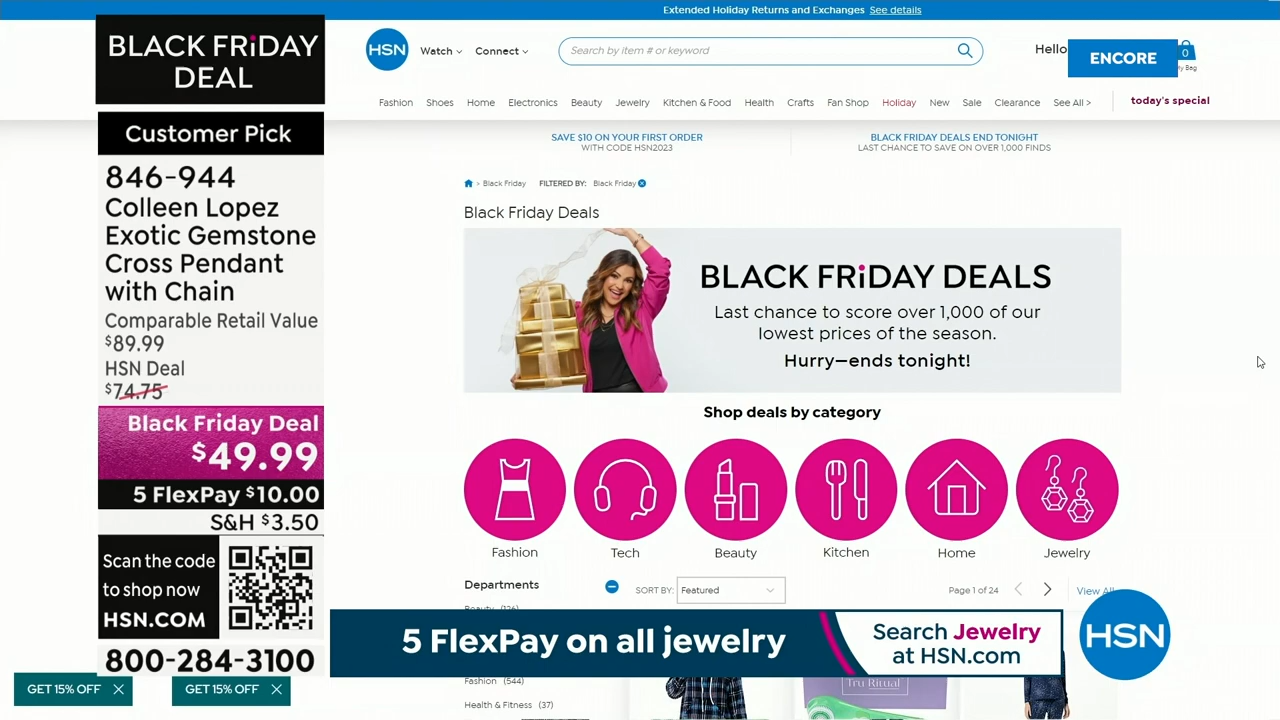 Extended Holiday Returns and Exchanges See details
BLACK FRiDAY
DEAL
Customer Pick
846-944
Colleen Lopez
Exotic Gemstone
Cross Pendant
with Chain
Comparable Retail Value
$89.99
HSN Deal
$74.75
Black Friday Deal
$49.99
5 FlexPay $10.00
S&H $3.50
Scan the code
to shop now
HSN.COM
800-284-3100
GET 15% OFF
GET 15% OFF
HSN
Watch
Connect
Search by item # or keyword
Hello
ENCORE
0
Bag
Fashion Shoes Home Electronics Beauty Jewelry Kitchen & Food Health Crafts Fan Shop Holiday New Sale Clearance See All >
today's special
SAVE $10 ON YOUR FIRST ORDER
WITH CODE HSN2023
BLACK FRIDAY DEALS END TONIGHT
LAST CHANCE TO SAVE ON OVER 1,000 FINDS
> Black Friday FILTERED BY: Black Friday
Black Friday Deals
BLACK FRiDAY DEALS
Last chance to score over 1,000 of our
lowest prices of the season.
Hurry—ends tonight!
Shop deals by category
Fashion Tech Beauty Kitchen Home Jewelry
Departments
SORT BY: Featured
Page 1 of 24
View All
Beauty (126)
5 FlexPay on all jewelry
Search Jewelry
at HSN.com
HSN
Fashion (544)
Health & Fitness (37)
Tru Ritual